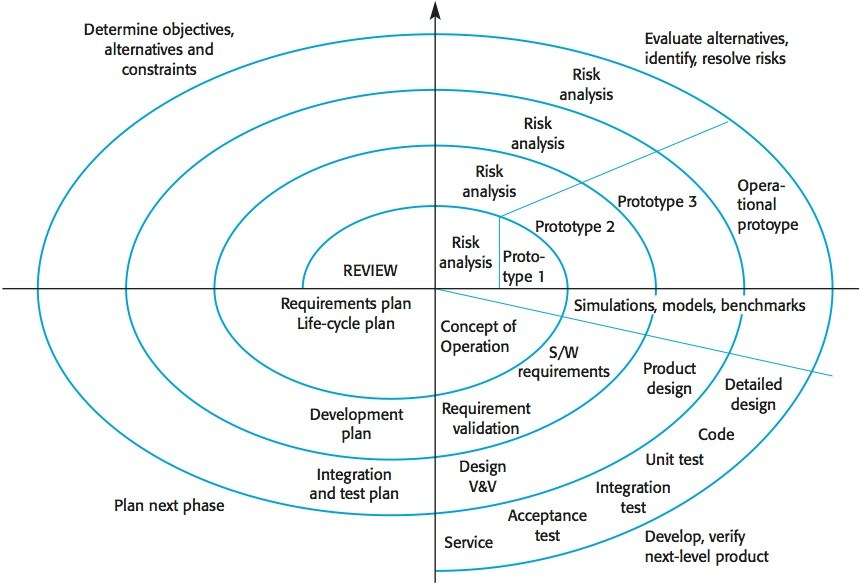 Determine objectives,
alternatives and
constraints
Evaluate alternatives,
identify, resolve risks
Risk
analysis
Risk
analysis
Risk
analysis
Risk
analysis
REVIEW
Proto-
type 1
Prototype 2
Prototype 3
Opera-
tional
protoype
Requirements plan
Life-cycle plan
Simulations, models, benchmarks
Concept of
Operation
S/W
requirements
Product
design
Detailed
design
Development
plan
Requirement
validation
Code
Unit test
Integration
and test plan
Design
V&V
Integration
test
Plan next phase
Acceptance
test
Service
Develop, verify
next-level product